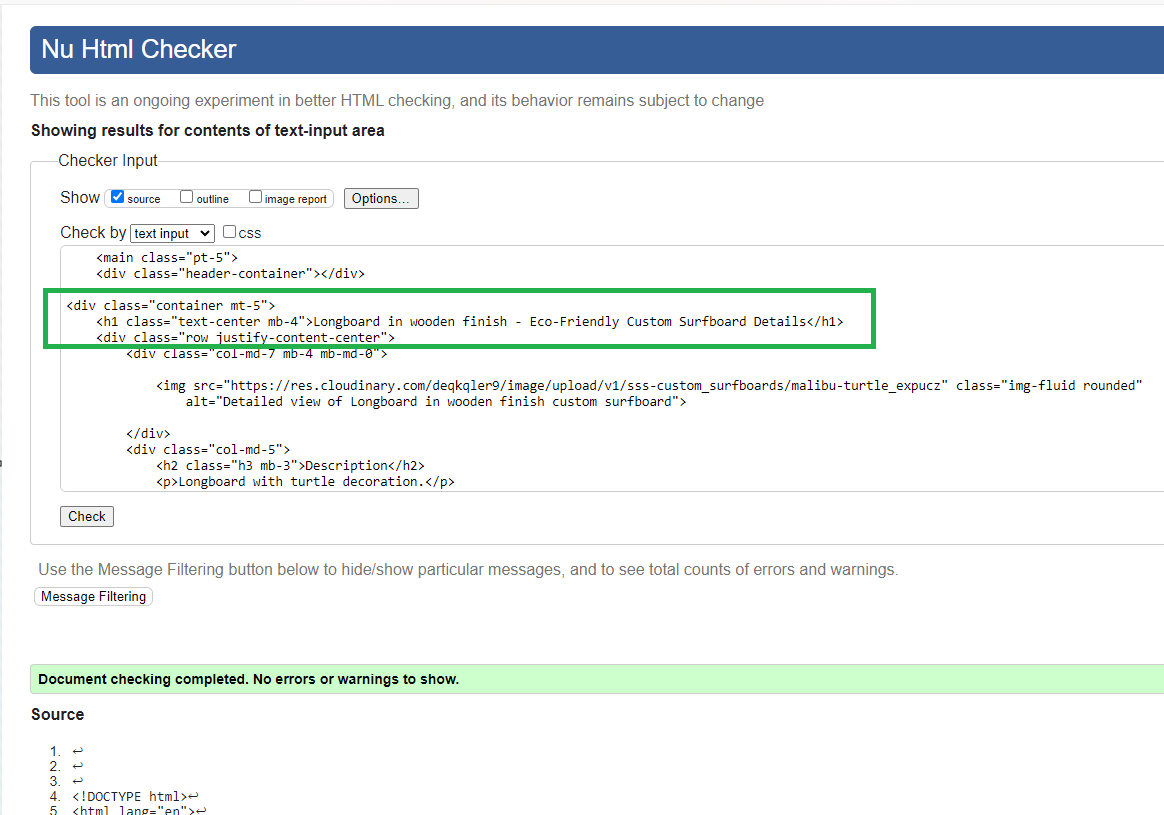 Nu Html Checker
This tool is an ongoing experiment in better HTML checking, and its behavior remains subject to change
Showing results for contents of text-input area
Checker Input
Show source outline image report Options...
Check by text input css
<main class="pt-5">
<div class="header-container"></div>
<div class="container mt-5">
<h1 class="text-center mb-4">Longboard in wooden finish - Eco-Friendly Custom Surfboard Details</h1>
<div class="row justify-content-center">
<div class="col-md-7 mb-4 mb-md-0">
<img src="https://res.cloudinary.com/deqkqler9/image/upload/v1/sss-custom_surfboards/malibu-turtle_expucz" class="img-fluid rounded"
alt="Detailed view of Longboard in wooden finish custom surfboard">
</div>
<div class="col-md-5">
<h2 class="h3 mb-3">Description</h2>
<p>Longboard with turtle decoration.</p>
Check
Use the Message Filtering button below to hide/show particular messages, and to see total counts of errors and warnings.
Message Filtering
Document checking completed. No errors or warnings to show.
Source
1. ↩
2. ↩
3. ↩
4. <!DOCTYPE html>↩
5. <html lang="en">↩